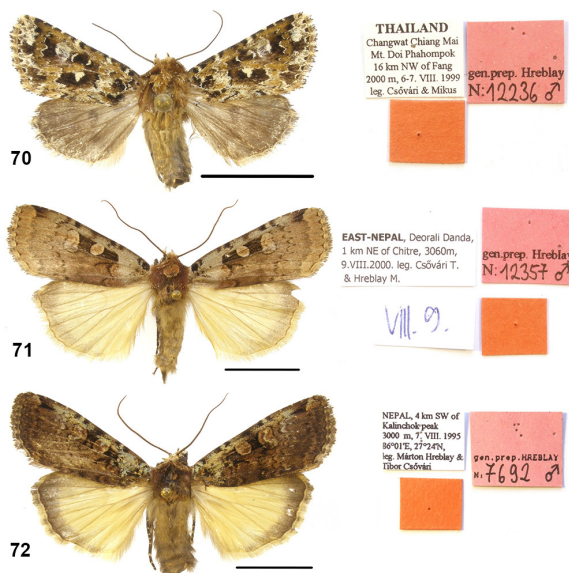 THAILAND
Changwat Chiang Mai
Mt. Doi Phahompok
16 km NW of Fang
2000 m, 6-7. VIII. 1999
leg. Csővári & Mikus
gen.prep. Hreblay
N:12236 ♂
70
EAST-NEPAL, Deorali Danda,
1 km NE of Chitre, 3060m,
9.VIII.2000. leg. Csővári T.
& Hreblay M.
gen.prep. Hreblay
N:12357 ♂
VIII. 9.
71
NEPAL, 4 km SW of
Kalinchok-peak
3000 m, 7. VIII. 1995
86°01'E, 27°24'N,
leg. Márton Hreblay &
Tibor Csővári
gen.prep. HREBLAY
N: 7692 ♂
72